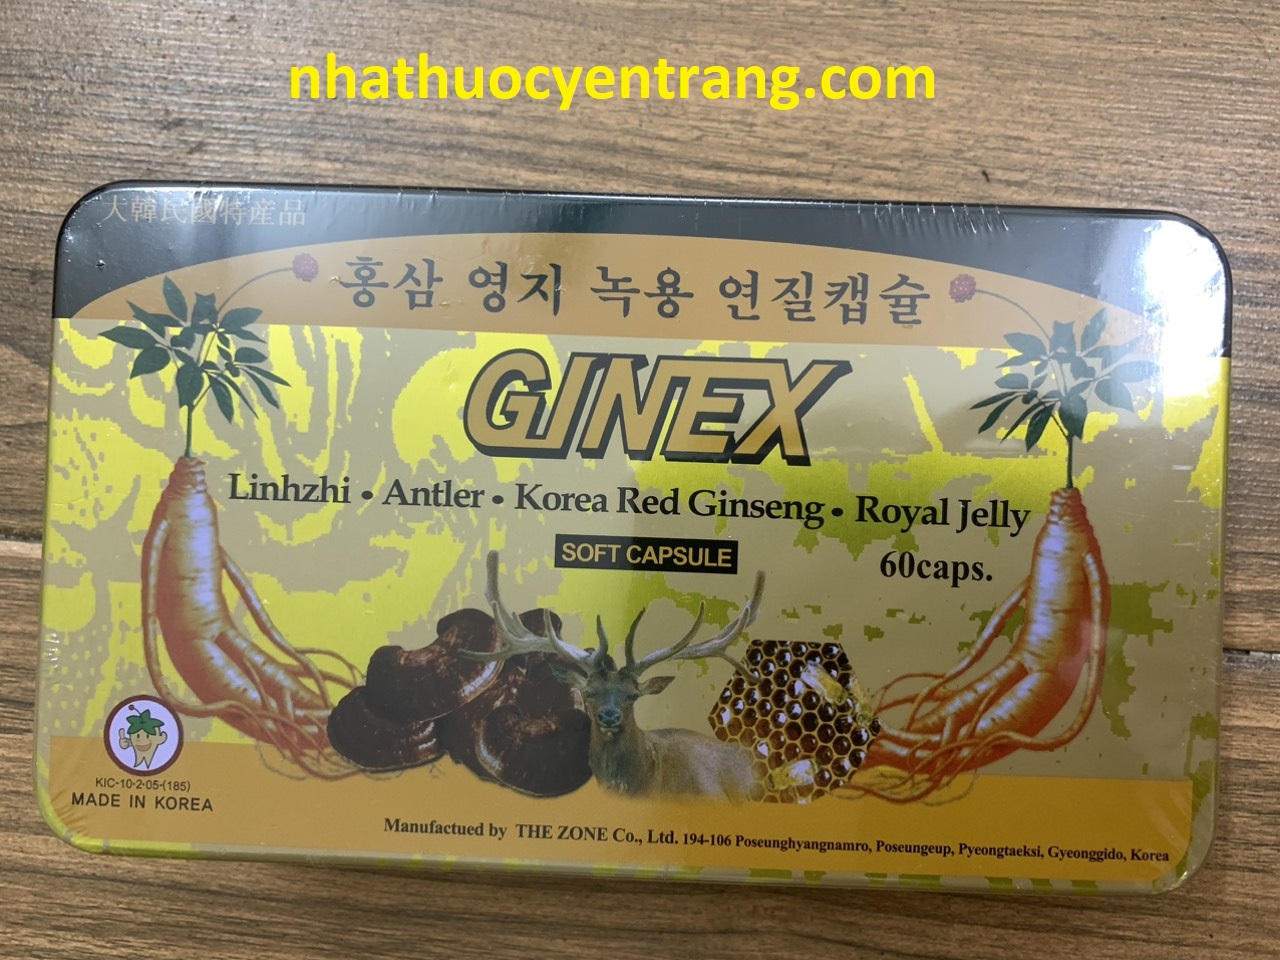 nhathuocyentrang.com
大韓民國特産品
홍삼 영지 녹용 연질캡슐
GINEX
Linhzhi • Antler • Korea Red Ginseng • Royal Jelly
SOFT CAPSULE
60caps.
KIC-10-2-05-(185)
MADE IN KOREA
Manufactued by THE ZONE Co., Ltd. 194-106 Poseunghyangnamro, Poseungeup, Pyeongtaeksi, Gyeonggido, Korea